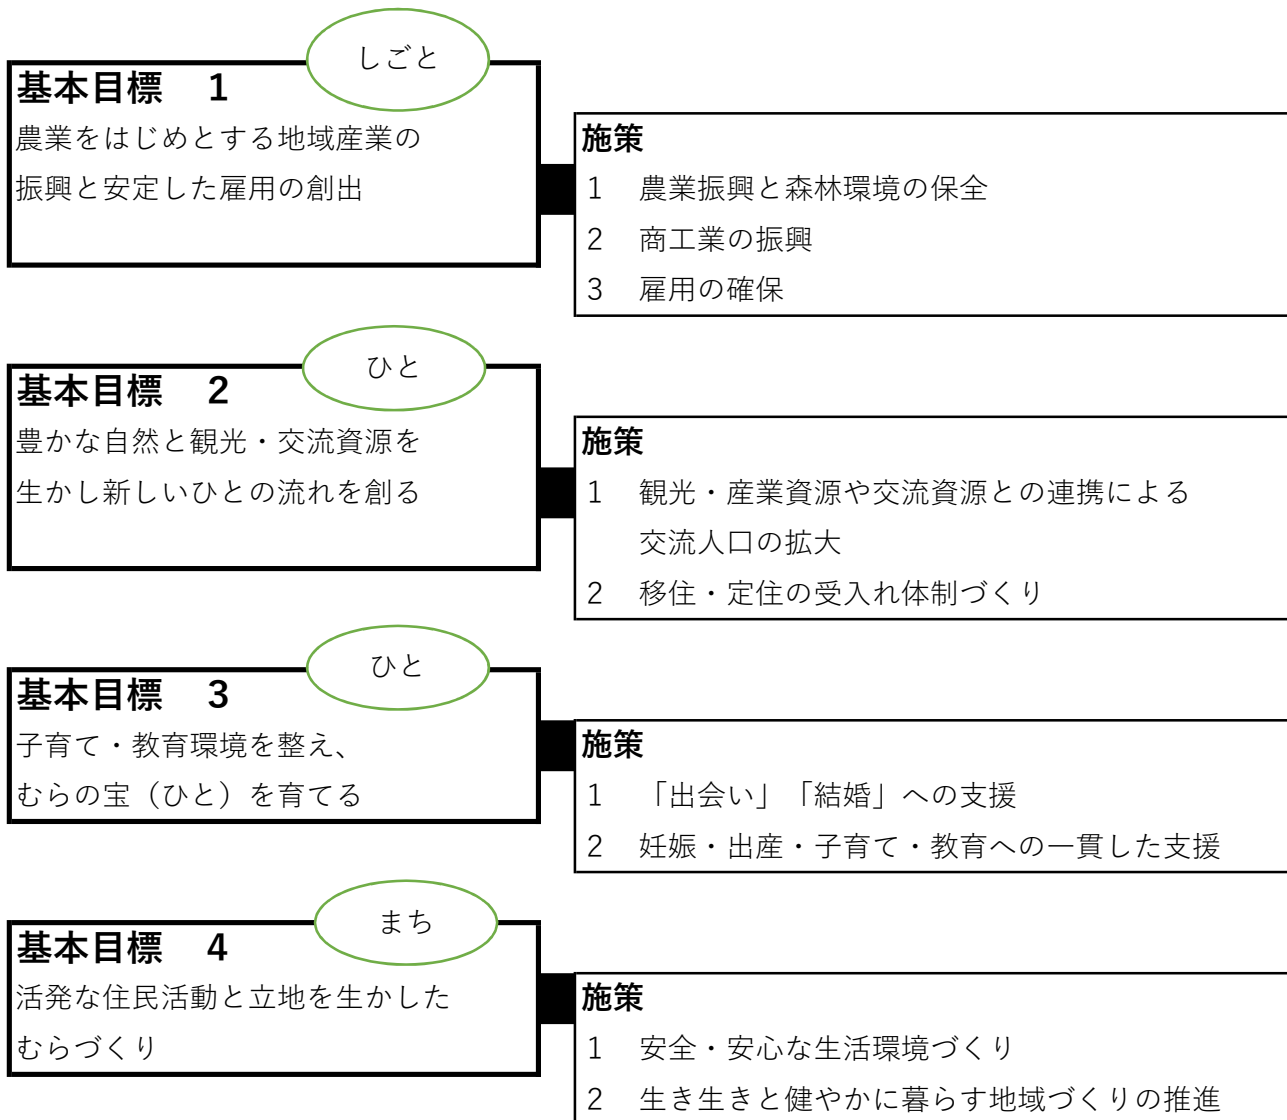 しごと
基本目標　1
農業をはじめとする地域産業の
振興と安定した雇用の創出
施策
1　農業振興と森林環境の保全
2　商工業の振興
3　雇用の確保
ひと
基本目標　2
豊かな自然と観光・交流資源を
生かし新しいひとの流れを創る
施策
1　観光・産業資源や交流資源との連携による
交流人口の拡大
2　移住・定住の受入れ体制づくり
ひと
基本目標　3
子育て・教育環境を整え、
むらの宝（ひと）を育てる
施策
1　「出会い」「結婚」への支援
2　妊娠・出産・子育て・教育への一貫した支援
まち
基本目標　4
活発な住民活動と立地を生かした
むらづくり
施策
1　安全・安心な生活環境づくり
2　生き生きと健やかに暮らす地域づくりの推進